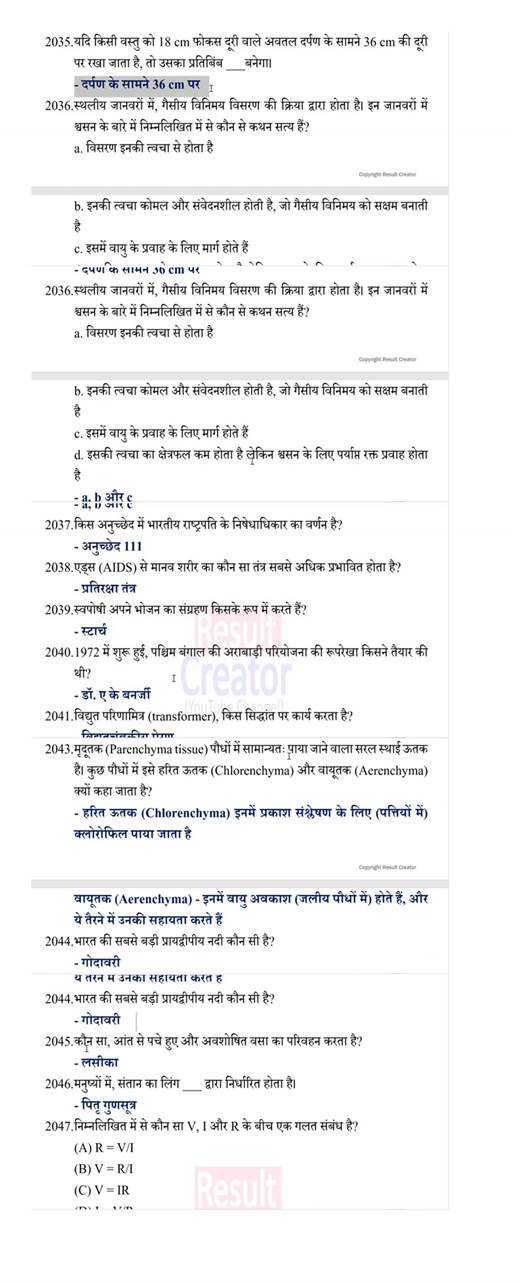 2035.यदि किसी वस्तु को 18 cm फोकस दूरी वाले अवतल दर्पण के सामने 36 cm की दूरी
पर रखा जाता है, तो उसका प्रतिबिंब ___बनेगा।
- दर्पण के सामने 36 cm पर
2036.स्थलीय जानवरों में, गैसीय विनिमय विसरण की क्रिया द्वारा होता है। इन जानवरों में
श्वसन के बारे में निम्नलिखित में से कौन से कथन सत्य हैं?
a. विसरण इनकी त्वचा से होता है
Copyright Result Creator
b. इनकी त्वचा कोमल और संवेदनशील होती है, जो गैसीय विनिमय को सक्षम बनाती
है
c. इसमें वायु के प्रवाह के लिए मार्ग होते हैं
- दर्पण के सामने 36 cm पर
2036.स्थलीय जानवरों में, गैसीय विनिमय विसरण की क्रिया द्वारा होता है। इन जानवरों में
श्वसन के बारे में निम्नलिखित में से कौन से कथन सत्य हैं?
a. विसरण इनकी त्वचा से होता है
Copyright Result Creator
b. इनकी त्वचा कोमल और संवेदनशील होती है, जो गैसीय विनिमय को सक्षम बनाती
है
c. इसमें वायु के प्रवाह के लिए मार्ग होते हैं
d. इसकी त्वचा का क्षेत्रफल कम होता है लेकिन श्वसन के लिए पर्याप्त रक्त प्रवाह होता
है
- a, b और c
2037.किस अनुच्छेद में भारतीय राष्ट्रपति के निषेधाधिकार का वर्णन है?
- अनुच्छेद 111
2038.एड्स (AIDS) से मानव शरीर का कौन सा तंत्र सबसे अधिक प्रभावित होता है?
- प्रतिरक्षा तंत्र
2039.स्वपोषी अपने भोजन का संग्रहण किसके रूप में करते हैं?
- स्टार्च
2040.1972 में शुरू हुई, पश्चिम बंगाल की अराबाड़ी परियोजना की रूपरेखा किसने तैयार की
थी?
- डॉ. ए के बनर्जी
Result
Creator
(YouTube Channel)
2041.विद्युत परिणामित्र (transformer), किस सिद्धांत पर कार्य करता है?
2043.मृदूतक (Parenchyma tissue) पौधों में सामान्यतः पाया जाने वाला सरल स्थाई ऊतक
है। कुछ पौधों में इसे हरित ऊतक (Chlorenchyma) और वायूतक (Aerenchyma)
क्यों कहा जाता है?
- हरित ऊतक (Chlorenchyma) इनमें प्रकाश संश्लेषण के लिए (पत्तियों में)
क्लोरोफिल पाया जाता है
Copyright Result Creator
वायूतक (Aerenchyma) - इनमें वायु अवकाश (जलीय पौधों में) होते हैं, और
ये तैरने में उनकी सहायता करते हैं
2044.भारत की सबसे बड़ी प्रायद्वीपीय नदी कौन सी है?
- गोदावरी
ये तैरने में उनकी सहायता करते हैं
2044.भारत की सबसे बड़ी प्रायद्वीपीय नदी कौन सी है?
- गोदावरी
2045.कौन सा, आंत से पचे हुए और अवशोषित वसा का परिवहन करता है?
- लसीका
2046.मनुष्यों में, संतान का लिंग ___ द्वारा निर्धारित होता है।
- पितृ गुणसूत्र
2047.निम्नलिखित में से कौन सा V, I और R के बीच एक गलत संबंध है?
(A) R = V/I
(B) V = R/I
(C) V = IR
Result